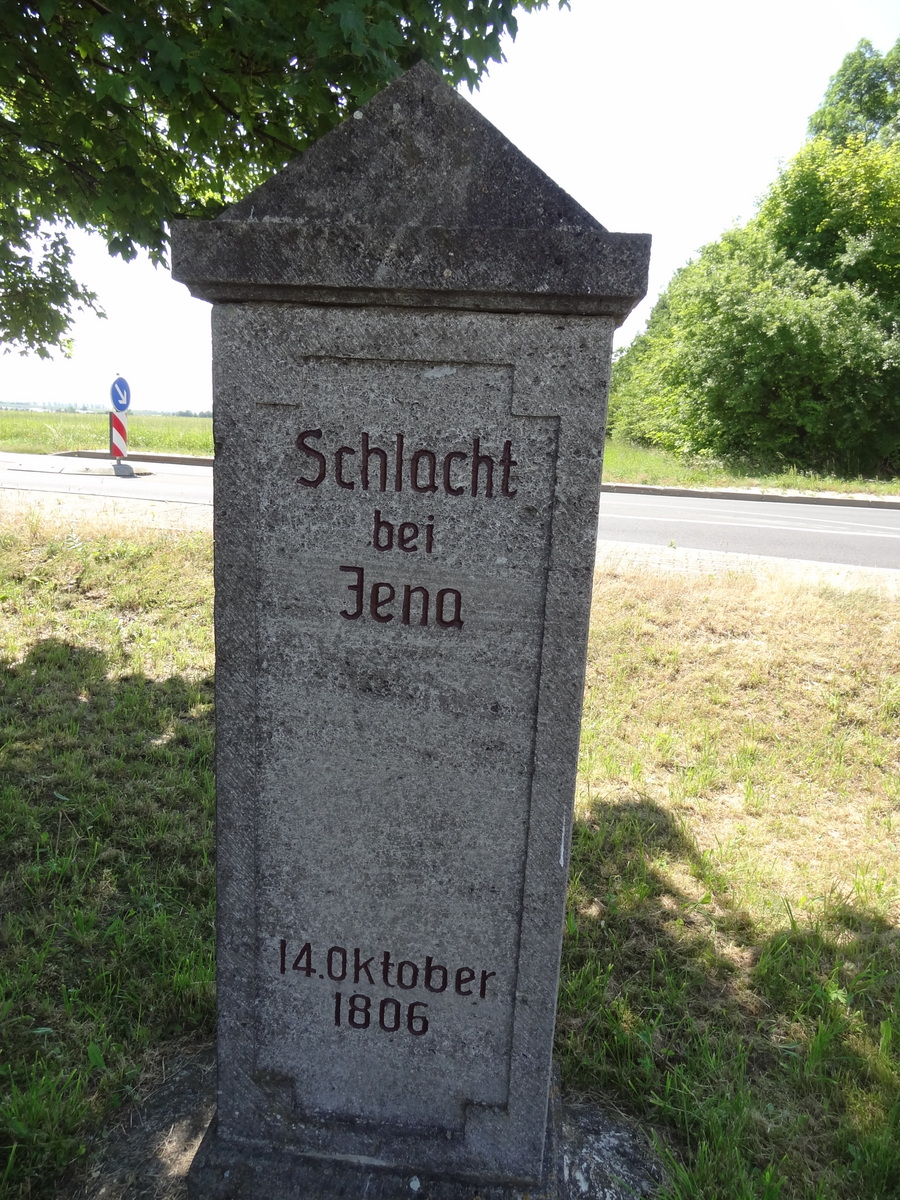 Schlacht
bei
Jena
14. Oktober
1806